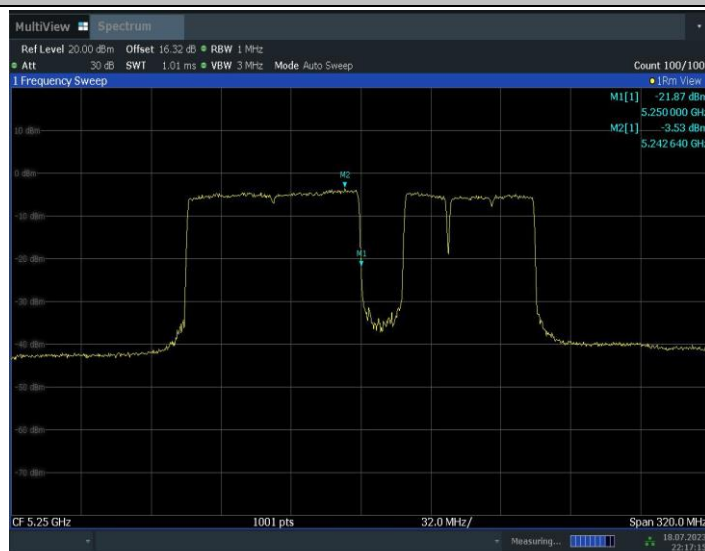 MultiView Spectrum
Ref Level 20.00 dBm Offset 16.32 dB RBW 1 MHz
Att 30 dB SWT 1.01 ms VBW 3 MHz Mode Auto Sweep Count 100/100
1 Frequency Sweep 1Rm View
M1[1] -21.87 dBm
5.250 000 GHz
M2[1] -3.53 dBm
5.242 640 GHz
10 dBm
0 dBm
M2
-10 dBm
-20 dBm
M1
-30 dBm
-40 dBm
-50 dBm
-60 dBm
-70 dBm
CF 5.25 GHz 1001 pts 32.0 MHz/ Span 320.0 MHz
Measuring... 18.07.2023
22:17:15